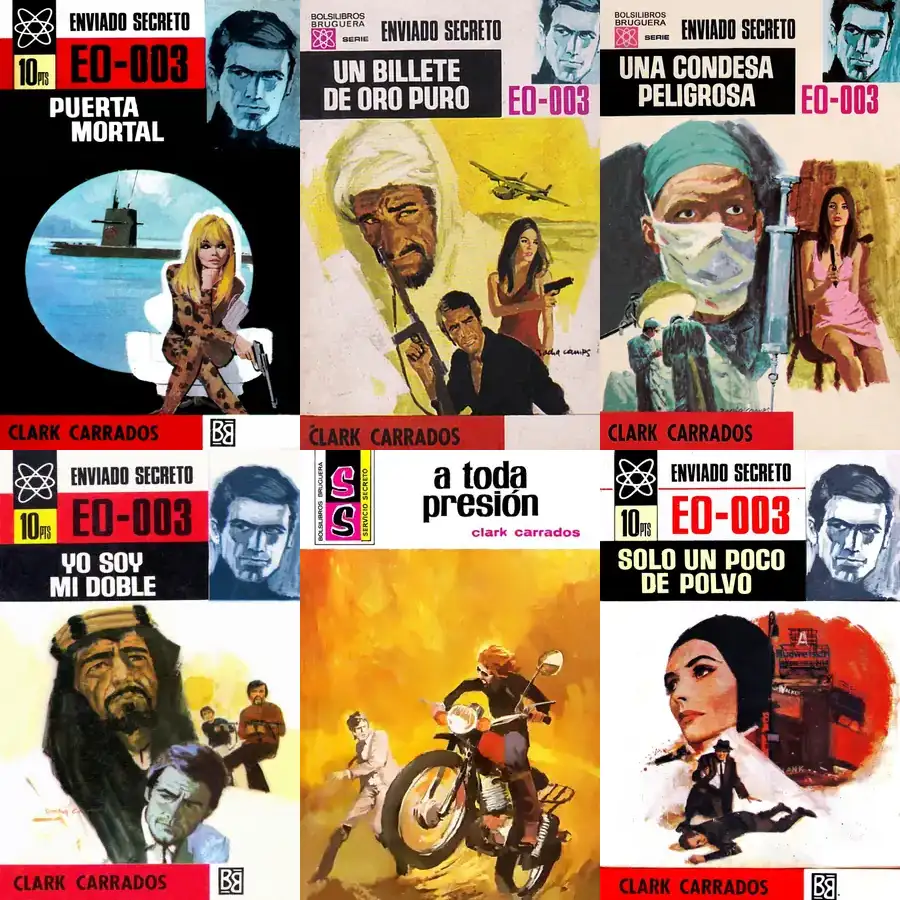 ENVIADO SECRETO
10 PTS
EO-003
PUERTA
MORTAL
CLARK CARRADOS
BOLSILIBROS
BRUGUERA
SERIE
ENVIADO SECRETO
UN BILLETE
DE ORO PURO
EO-003
CLARK CARRADOS
BOLSILIBROS
BRUGUERA
SERIE
ENVIADO SECRETO
UNA CONDESA
PELIGROSA
EO-003
CLARK CARRADOS
ENVIADO SECRETO
10 PTS
EO-003
YO SOY
MI DOBLE
CLARK CARRADOS
BOLSILIBROS BRUGUERA
SS
SERVICIO SECRETO
a toda
presión
clark carrados
ENVIADO SECRETO
10 PTS
EO-003
SOLO UN POCO
DE POLVO
A
CLARK CARRADOS